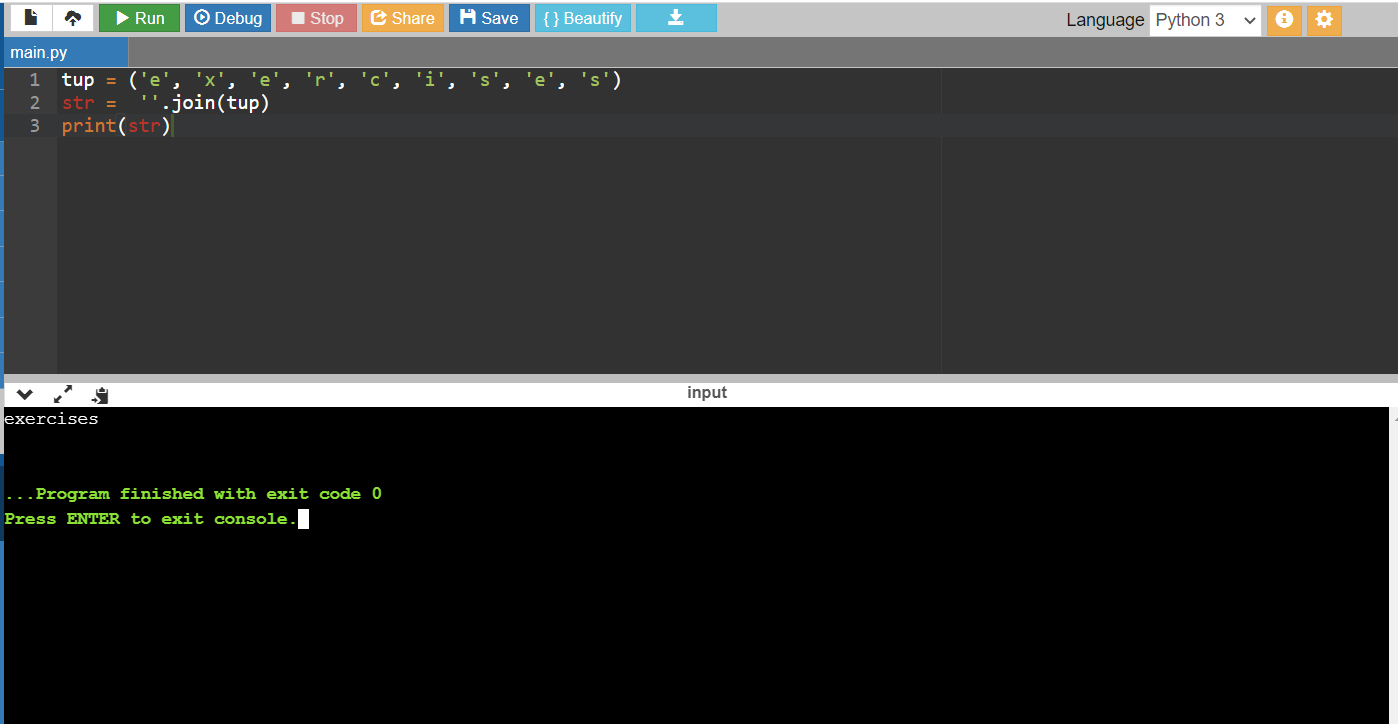 Run Debug Stop Share Save { } Beautify Language Python 3
main.py
1 tup = ('e', 'x', 'e', 'r', 'c', 'i', 's', 'e', 's')
2 str =  ''.join(tup)
3 print(str)
input
exercises
...Program finished with exit code 0
Press ENTER to exit console.